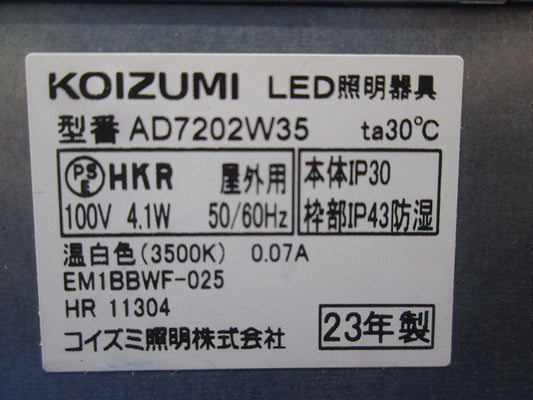 KOIZUMI LED照明器具
型番 AD7202W35 ta30℃
PSE HKR 屋外用
100V 4.1W 50/60Hz
本体IP30
枠部IP43防湿
温白色(3500K) 0.07A
EM1BBWF-025
HR 11304
コイズミ照明株式会社
23年製